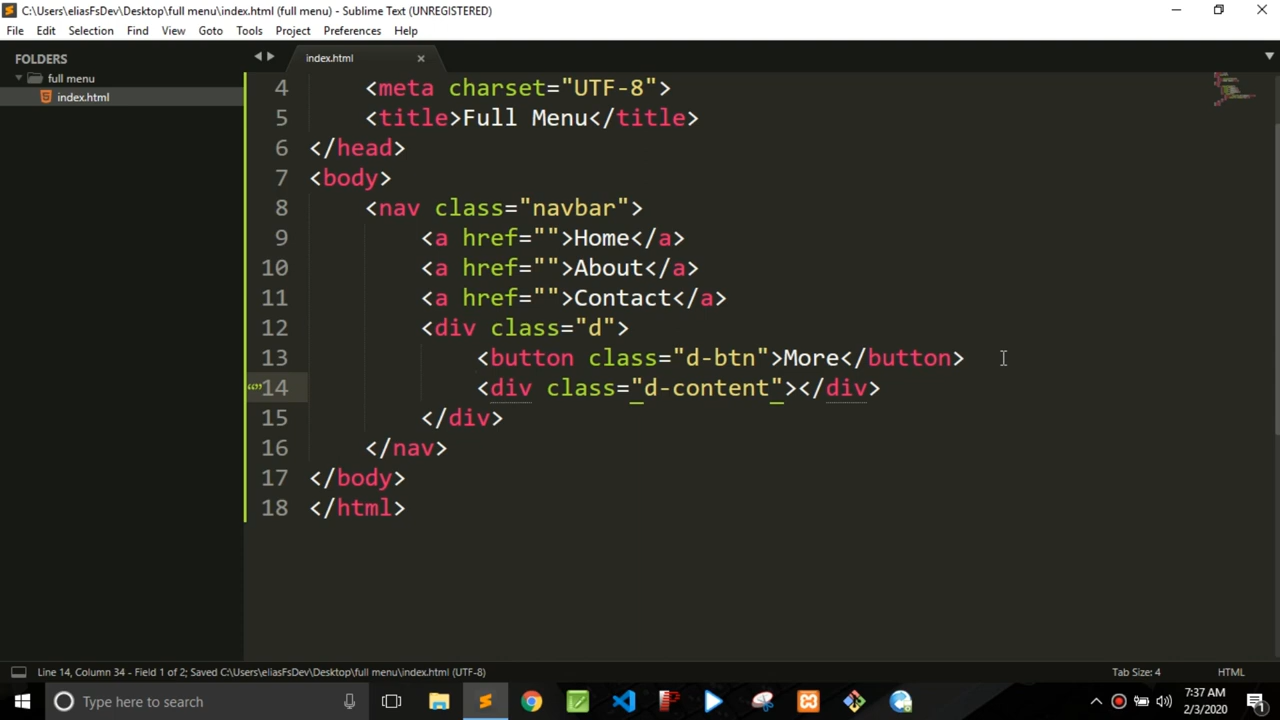 C:\Users\eliasFsDev\Desktop\full menu\index.html (full menu) - Sublime Text (UNREGISTERED)
File Edit Selection Find View Goto Tools Project Preferences Help
FOLDERS
full menu
index.html
index.html
4 <meta charset="UTF-8">
5 <title>Full Menu</title>
6 </head>
7 <body>
8 <nav class="navbar">
9 <a href="">Home</a>
10 <a href="">About</a>
11 <a href="">Contact</a>
12 <div class="d">
13 <button class="d-btn">More</button>
14 <div class="d-content"></div>
15 </div>
16 </nav>
17 </body>
18 </html>
Line 14, Column 34 - Field 1 of 2; Saved C:\Users\eliasFsDev\Desktop\full menu\index.html (UTF-8)
Tab Size: 4
HTML
Type here to search
7:37 AM
2/3/2020
1